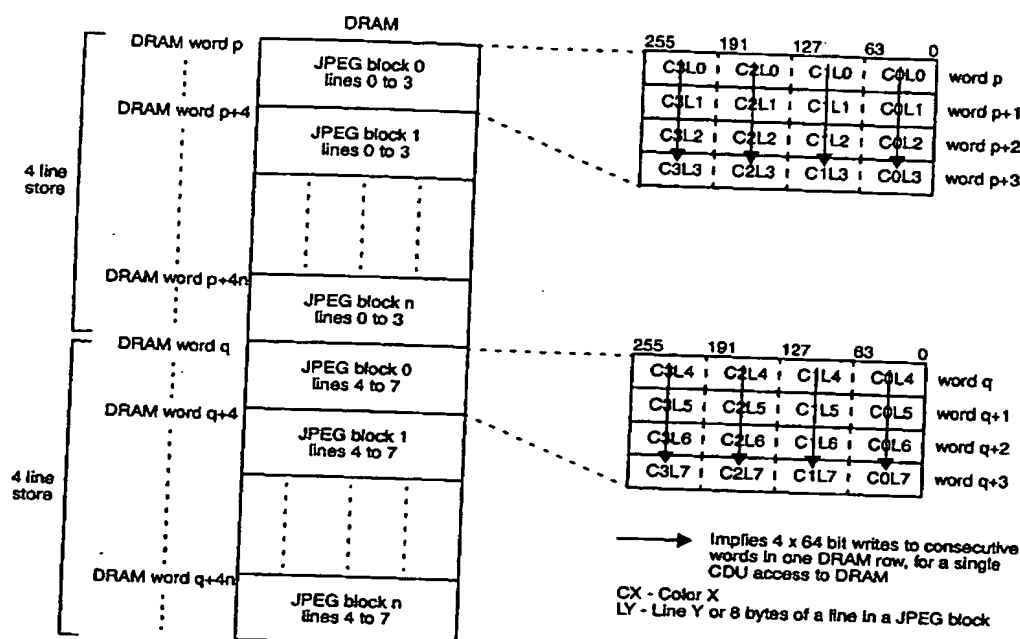 DRAM
DRAM word p
JPEG block 0
lines 0 to 3
DRAM word p+4
JPEG block 1
lines 0 to 3
4 line
store
DRAM word p+4n
JPEG block n
lines 0 to 3
DRAM word q
JPEG block 0
lines 4 to 7
DRAM word q+4
JPEG block 1
lines 4 to 7
4 line
store
DRAM word q+4n
JPEG block n
lines 4 to 7
255 191 127 63 0
C3L0 C2L0 C1L0 C0L0 word p
C3L1 C2L1 C1L1 C0L1 word p+1
C3L2 C2L2 C1L2 C0L2 word p+2
C3L3 C2L3 C1L3 C0L3 word p+3
255 191 127 63 0
C3L4 C2L4 C1L4 C0L4 word q
C3L5 C2L5 C1L5 C0L5 word q+1
C3L6 C2L6 C1L6 C0L6 word q+2
C3L7 C2L7 C1L7 C0L7 word q+3
Implies 4 x 64 bit writes to consecutive
words in one DRAM row, for a single
CDU access to DRAM
CX - Color X
LY - Line Y or 8 bytes of a line in a JPEG block